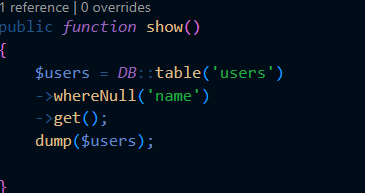 1 reference | 0 overrides
public function show()
{
$users = DB::table('users')
->whereNull('name')
->get();
dump($users);
}